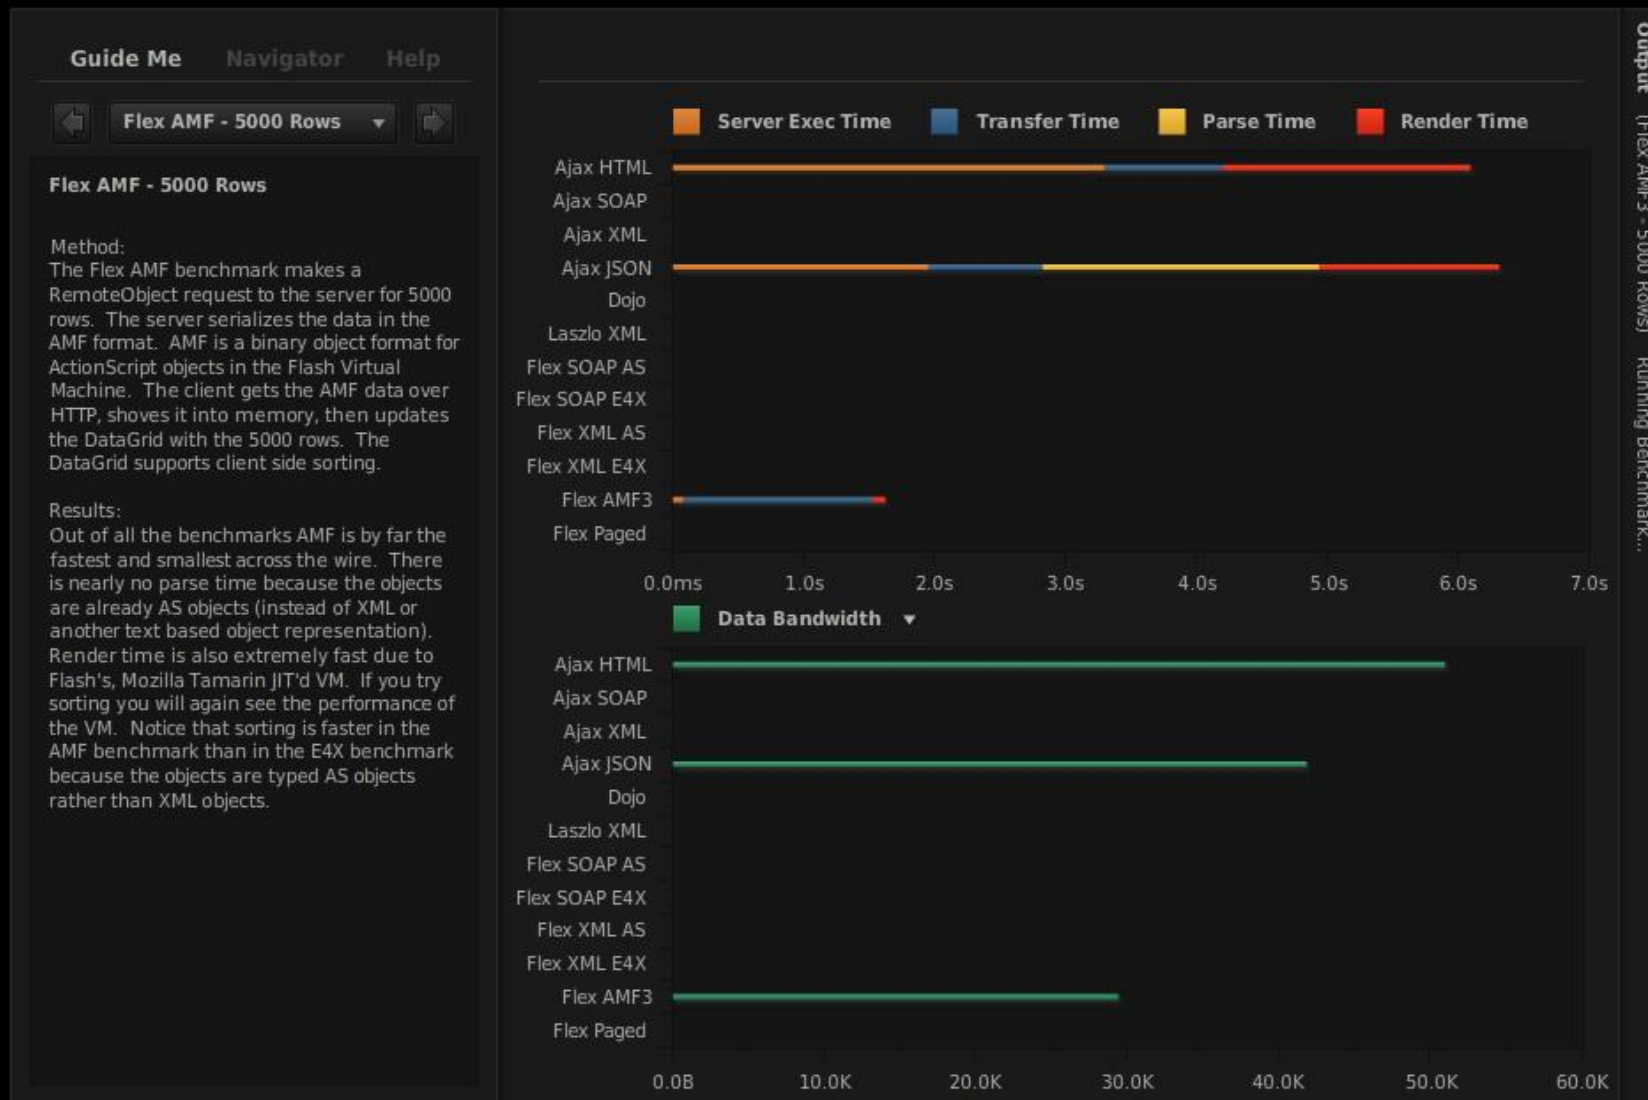 Guide Me Navigator Help
Flex AMF - 5000 Rows
Flex AMF - 5000 Rows
Method:
The Flex AMF benchmark makes a
RemoteObject request to the server for 5000
rows. The server serializes the data in the
AMF format. AMF is a binary object format for
ActionScript objects in the Flash Virtual
Machine. The client gets the AMF data over
HTTP, shoves it into memory, then updates
the DataGrid with the 5000 rows. The
DataGrid supports client side sorting.
Results:
Out of all the benchmarks AMF is by far the
fastest and smallest across the wire. There
is nearly no parse time because the objects
are already AS objects (instead of XML or
another text based object representation).
Render time is also extremely fast due to
Flash's, Mozilla Tamarin JIT'd VM. If you try
sorting you will again see the performance of
the VM. Notice that sorting is faster in the
AMF benchmark than in the E4X benchmark
because the objects are typed AS objects
rather than XML objects.
Server Exec Time Transfer Time Parse Time Render Time
Ajax HTML
Ajax SOAP
Ajax XML
Ajax JSON
Dojo
Laszlo XML
Flex SOAP AS
Flex SOAP E4X
Flex XML AS
Flex XML E4X
Flex AMF3
Flex Paged
0.0ms 1.0s 2.0s 3.0s 4.0s 5.0s 6.0s 7.0s
Data Bandwidth
Ajax HTML
Ajax SOAP
Ajax XML
Ajax JSON
Dojo
Laszlo XML
Flex SOAP AS
Flex SOAP E4X
Flex XML AS
Flex XML E4X
Flex AMF3
Flex Paged
0.0B 10.0K 20.0K 30.0K 40.0K 50.0K 60.0K
Output (Flex AMF3 - 5000 Rows) Running Benchmark...